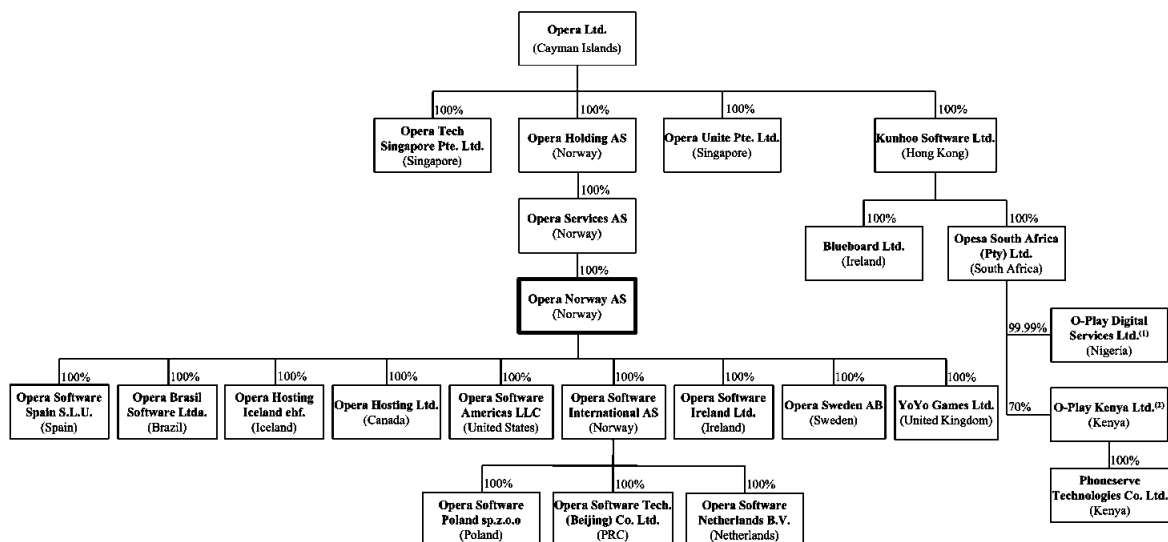 Opera Ltd.
(Cayman Islands)
100%
100%
100%
100%
Opera Tech
Singapore Pte. Ltd.
(Singapore)
Opera Holding AS
(Norway)
Opera Unite Pte. Ltd.
(Singapore)
Kunhoo Software Ltd.
(Hong Kong)
100%
Opera Services AS
(Norway)
100%
100%
Blueboard Ltd.
(Ireland)
Opesa South Africa
(Pty) Ltd.
(South Africa)
100%
Opera Norway AS
(Norway)
99.99%
O-Play Digital
Services Ltd.(1)
(Nigeria)
100%
100%
100%
100%
100%
100%
100%
100%
100%
Opera Software
Spain S.L.U.
(Spain)
Opera Brasil
Software Ltda.
(Brazil)
Opera Hosting
Iceland ehf.
(Iceland)
Opera Hosting Ltd.
(Canada)
Opera Software
Americas LLC
(United States)
Opera Software
International AS
(Norway)
Opera Software
Ireland Ltd.
(Ireland)
Opera Sweden AB
(Sweden)
YoYo Games Ltd.
(United Kingdom)
70%
O-Play Kenya Ltd.(2)
(Kenya)
100%
Phoneserve
Technologies Co. Ltd.
(Kenya)
100%
100%
100%
Opera Software
Poland sp.z.o.o
(Poland)
Opera Software Tech.
(Beijing) Co. Ltd.
(PRC)
Opera Software
Netherlands B.V.
(Netherlands)